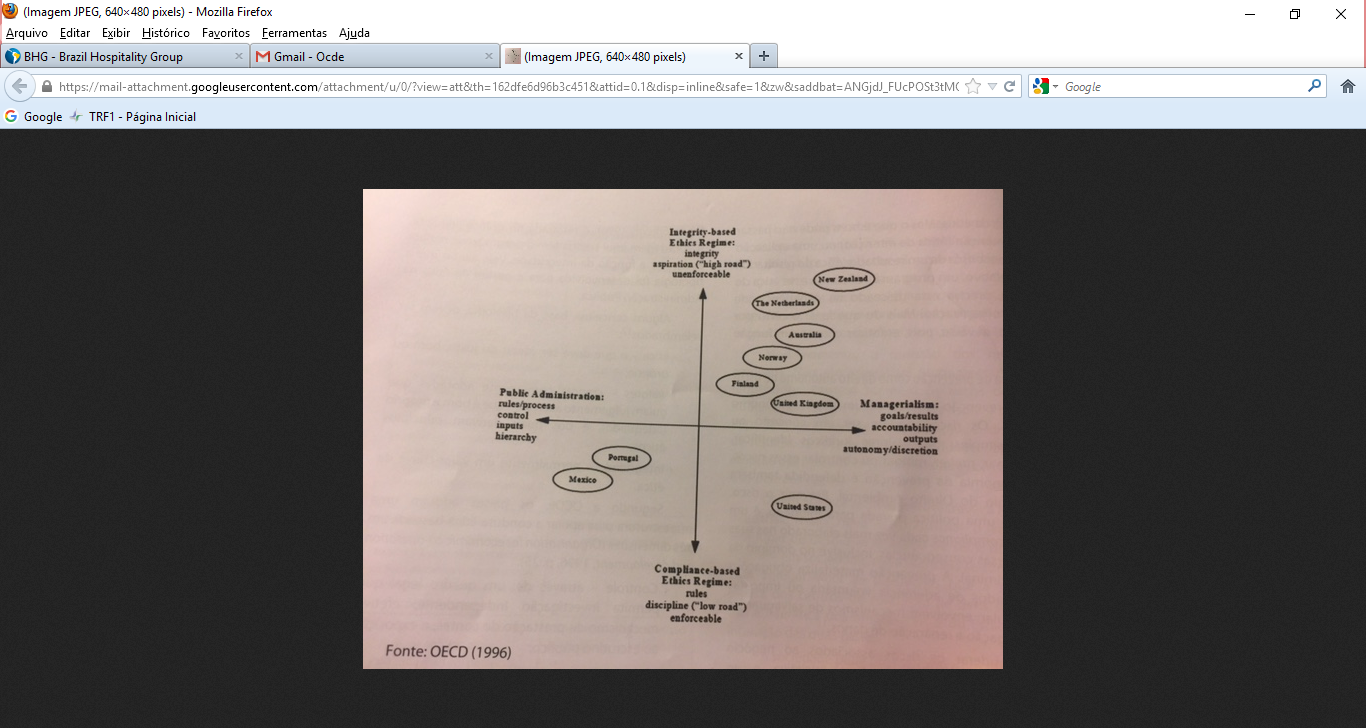 (Imagem JPEG, 640×480 pixels) - Mozilla Firefox
Arquivo Editar Exibir Histórico Favoritos Ferramentas Ajuda
BHG - Brazil Hospitality Group
Gmail - Ocde
(Imagem JPEG, 640×480 pixels)
https://mail-attachment.googleusercontent.com/attachment/u/0/?view=att&th=162dfe6d96b3c451&attid=0.1&disp=inline&safe=1&zw&saddbat=ANGjdJ_FUcPOSt3tM
Google
Google
TRF1 - Página Inicial
Integrity-based
Ethics Regime:
integrity
aspiration ("high road")
unenforceable
New Zealand
The Netherlands
Australia
Norway
Finland
United Kingdom
Public Administration:
rules/process
control
inputs
hierarchy
Managerialism:
goals/results
accountability
outputs
autonomy/discretion
Portugal
Mexico
United States
Compliance-based
Ethics Regime:
rules
discipline ("low road")
enforceable
Fonte: OECD (1996)